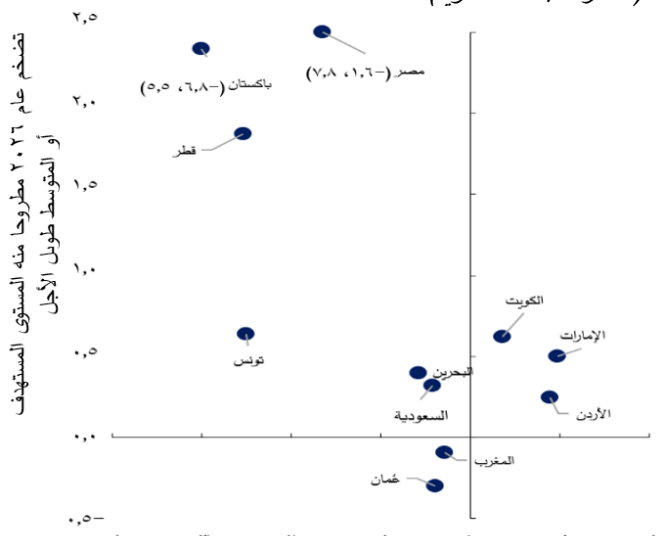 تضخم عام ٢٠٢٦ مطروحا منه المستوى المستهدف
أو المتوسط طويل الأجل
٢,٥
٢,٠
١,٥
١,٠
٠,٥
٠,٠
٠,٥–
مصر (–١,٦، ٧,٨)
باكستان (–٦,٨، ٥,٥)
قطر
الكويت
الإمارات
تونس
البحرين
السعودية
الأردن
المغرب
عُمان